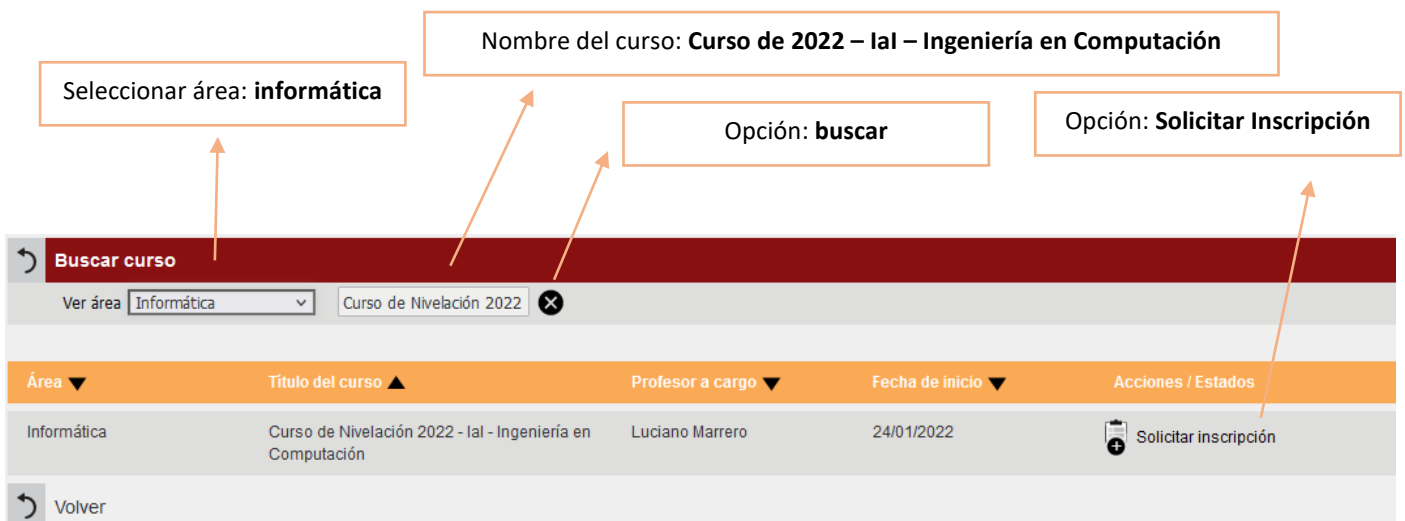 Nombre del curso: Curso de 2022 – IaI – Ingeniería en Computación
Seleccionar área: informática
Opción: buscar
Opción: Solicitar Inscripción
Buscar curso
Ver área Informática Curso de Nivelación 2022
Área Título del curso Profesor a cargo Fecha de inicio Acciones / Estados
Informática Curso de Nivelación 2022 - IaI - Ingeniería en Luciano Marrero 24/01/2022 Solicitar inscripción
Computación
Volver